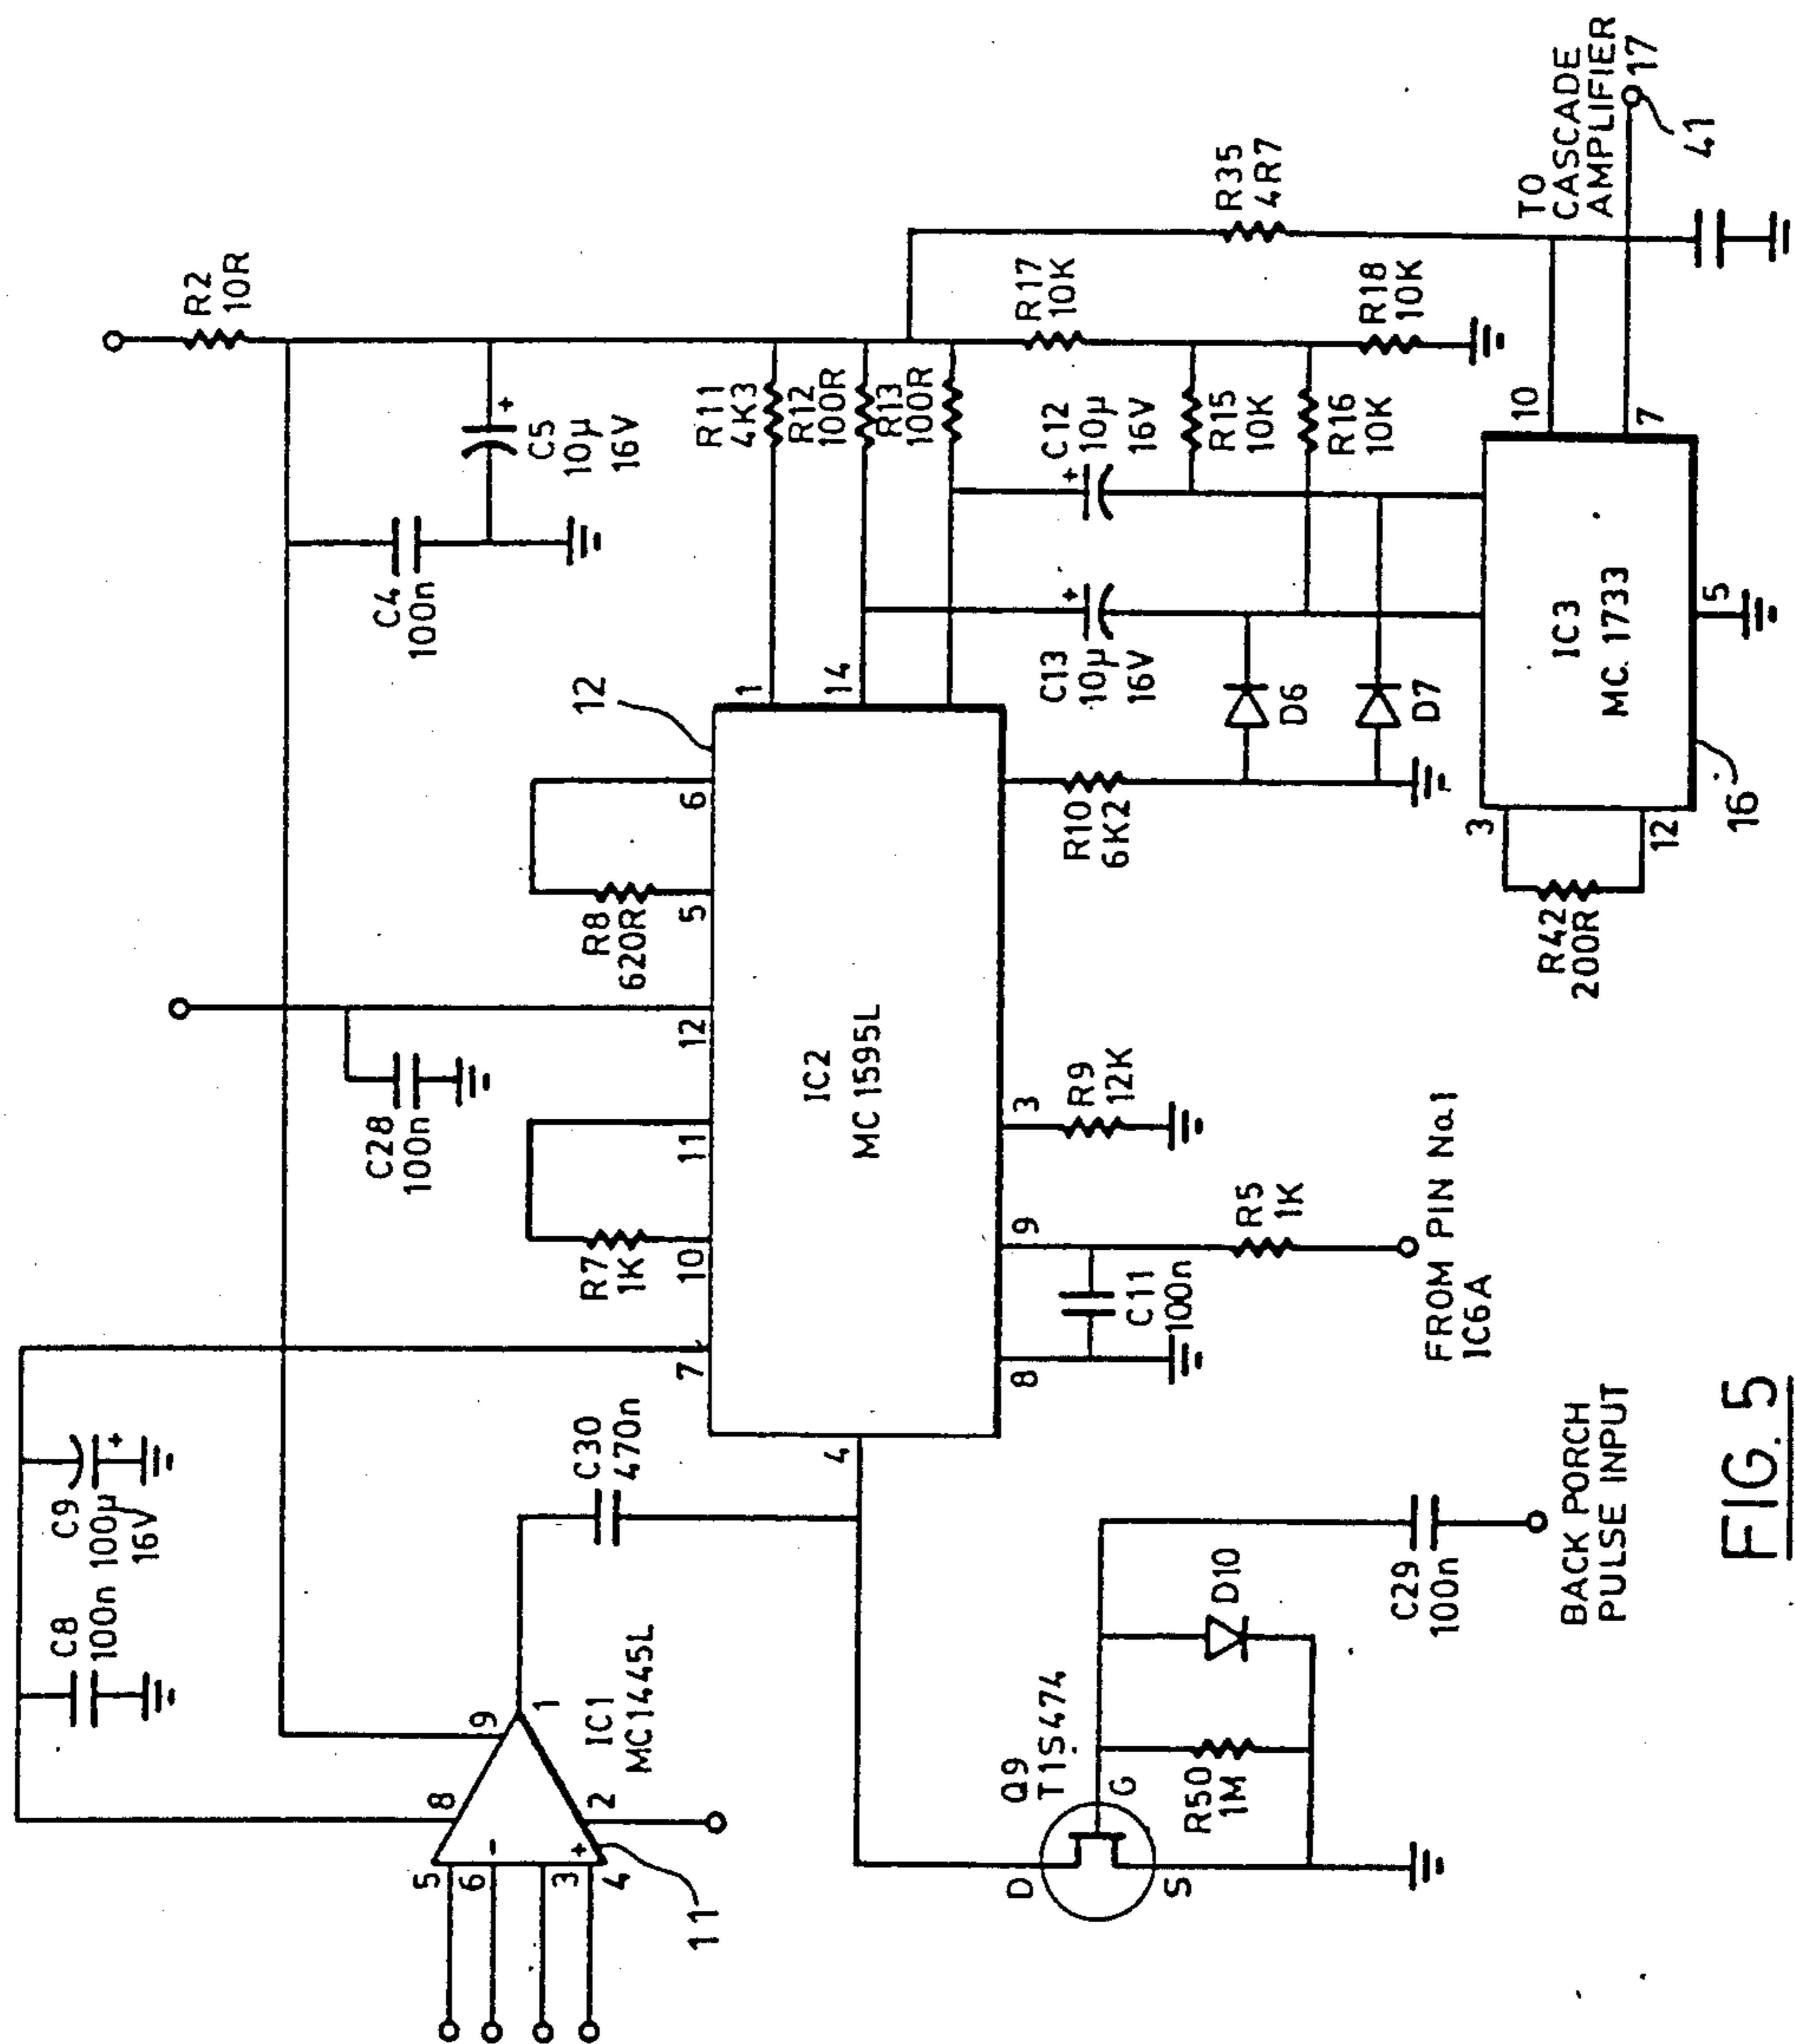 R2
10R
C4
100n
C5
10µ
16V
+
12
C28
100n
C8
100n
C9
100µ
16V
+
R11
4K3
R12
100R
R13
100R
1
14
6
5
R8
620R
12
11
10
R7
1K
7
4
IC2
MC1595L
8
9
3
C30
470n
8
9
1
2
5
6
-
3
+
4
IC1
MC1445L
11
C13
10µ
16V
+
C12
10µ
16V
+
R15
10K
R16
10K
R17
10K
R18
10K
R35
4R7
R10
6K2
D6
D7
R9
12K
C11
100n
R5
1K
FROM PIN No.1
IC6A
Q9
T1S474
D
G
S
R50
1M
D10
C29
100n
BACK PORCH
PULSE INPUT
R42
200R
3
12
IC3
MC.1733
5
10
7
16
TO
CASCADE
AMPLIFIER
17
41
FIG. 5